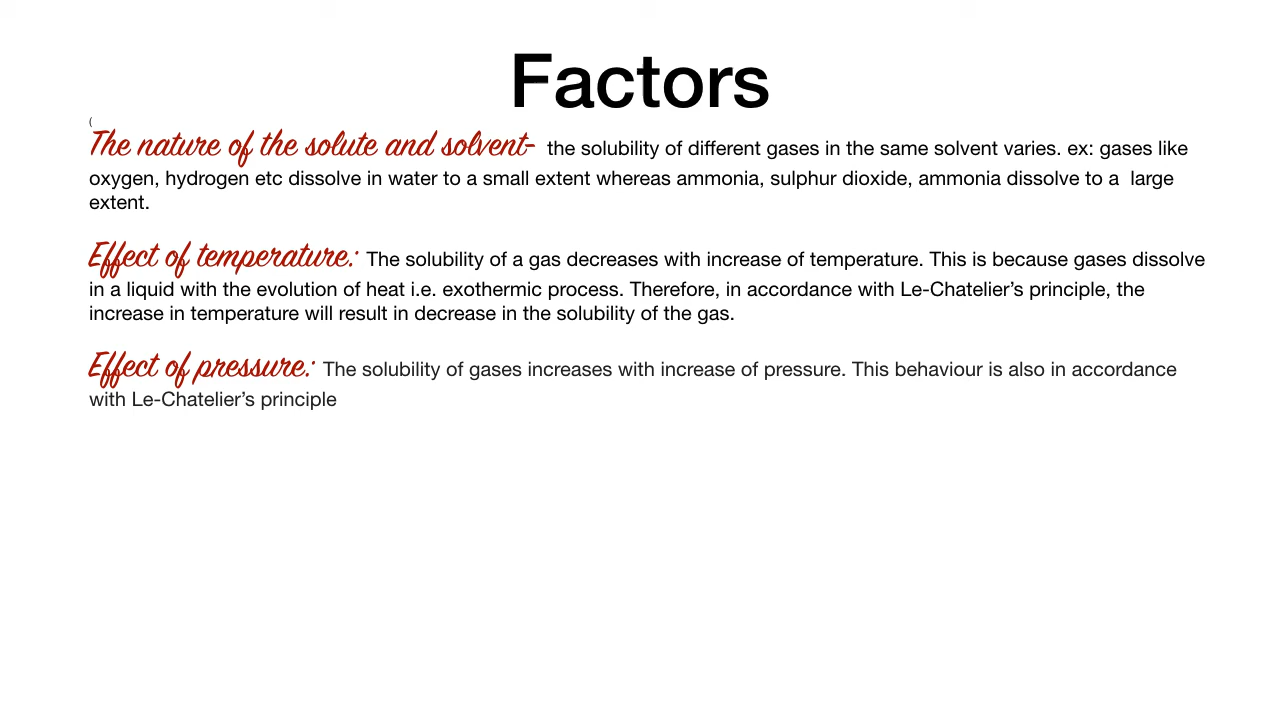 Factors
(
The nature of the solute and solvent- the solubility of different gases in the same solvent varies. ex: gases like
oxygen, hydrogen etc dissolve in water to a small extent whereas ammonia, sulphur dioxide, ammonia dissolve to a  large
extent.
Effect of temperature: The solubility of a gas decreases with increase of temperature. This is because gases dissolve
in a liquid with the evolution of heat i.e. exothermic process. Therefore, in accordance with Le-Chatelier’s principle, the
increase in temperature will result in decrease in the solubility of the gas.
Effect of pressure: The solubility of gases increases with increase of pressure. This behaviour is also in accordance
with Le-Chatelier’s principle